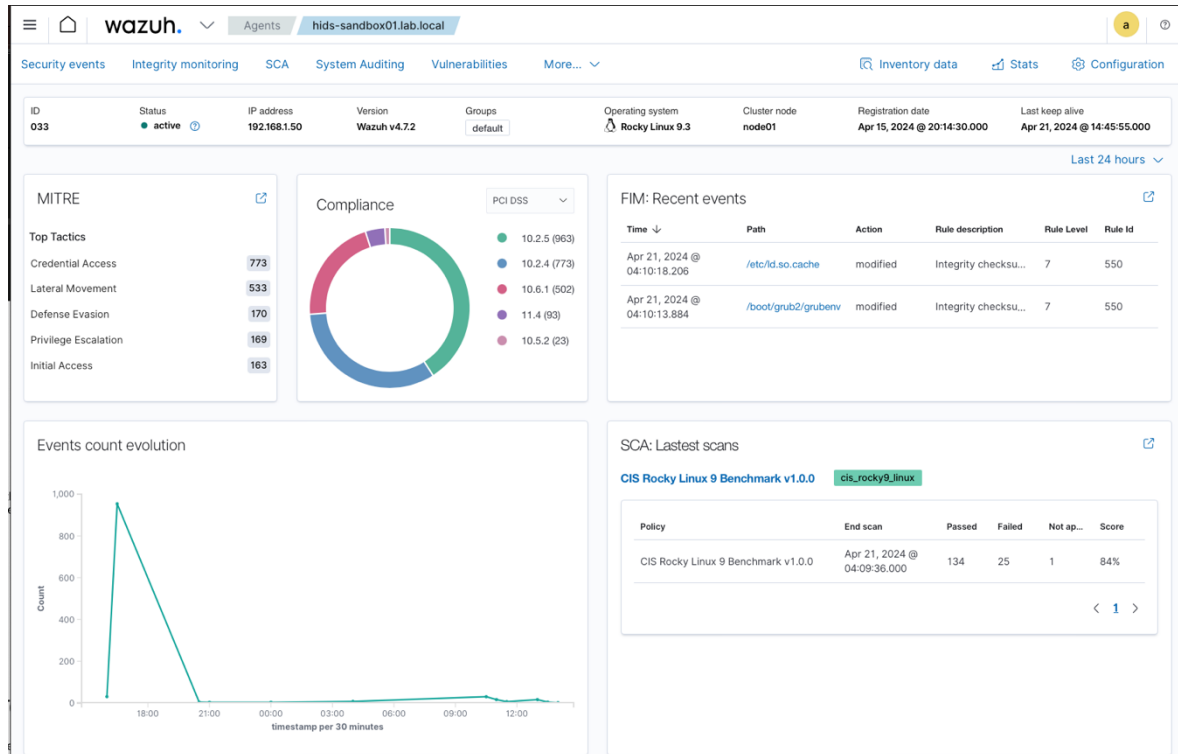 wazuh. Agents hids-sandbox01.lab.local a
Security events Integrity monitoring SCA System Auditing Vulnerabilities More... Inventory data Stats Configuration
ID Status IP address Version Groups Operating system Cluster node Registration date Last keep alive
033 active 192.168.1.50 Wazuh v4.7.2 default Rocky Linux 9.3 node01 Apr 15, 2024 @ 20:14:30.000 Apr 21, 2024 @ 14:45:55.000
Last 24 hours
MITRE
Top Tactics
Credential Access 773
Lateral Movement 533
Defense Evasion 170
Privilege Escalation 169
Initial Access 163
Compliance
PCI DSS
10.2.5 (963)
10.2.4 (773)
10.6.1 (502)
11.4 (93)
10.5.2 (23)
FIM: Recent events
Time Path Action Rule description Rule Level Rule Id
Apr 21, 2024 @
04:10:18.206 /etc/ld.so.cache modified Integrity checksu... 7 550
Apr 21, 2024 @
04:10:13.884 /boot/grub2/grubenv modified Integrity checksu... 7 550
Events count evolution
1,000
800
600
400
200
0
Count
18:00 21:00 00:00 03:00 06:00 09:00 12:00
timestamp per 30 minutes
SCA: Lastest scans
CIS Rocky Linux 9 Benchmark v1.0.0 cis_rocky9_linux
Policy End scan Passed Failed Not ap... Score
CIS Rocky Linux 9 Benchmark v1.0.0 Apr 21, 2024 @
04:09:36.000 134 25 1 84%
1